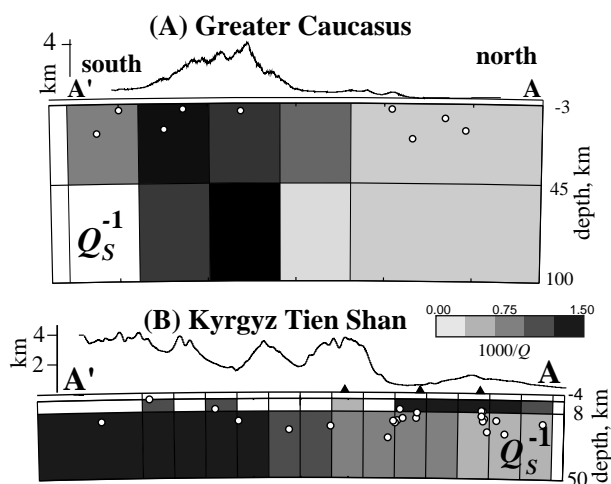 (A) Greater Caucasus
4
km
south
north
A'
A
-3
45
100
depth, km
Q_S^-1
(B) Kyrgyz Tien Shan
0.00 0.75 1.50
1000/Q
4
2
km
A'
A
-4
8
50
depth, km
Q_S^-1